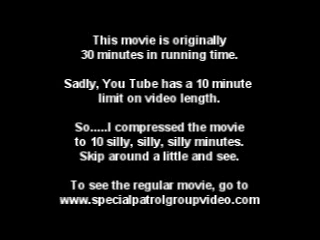 This movie is originally
30 minutes in running time.
Sadly, You Tube has a 10 minute
limit on video length.
So.....I compressed the movie
to 10 silly, silly, silly minutes.
Skip around a little and see.
To see the regular movie, go to
www.specialpatrolgroupvideo.com